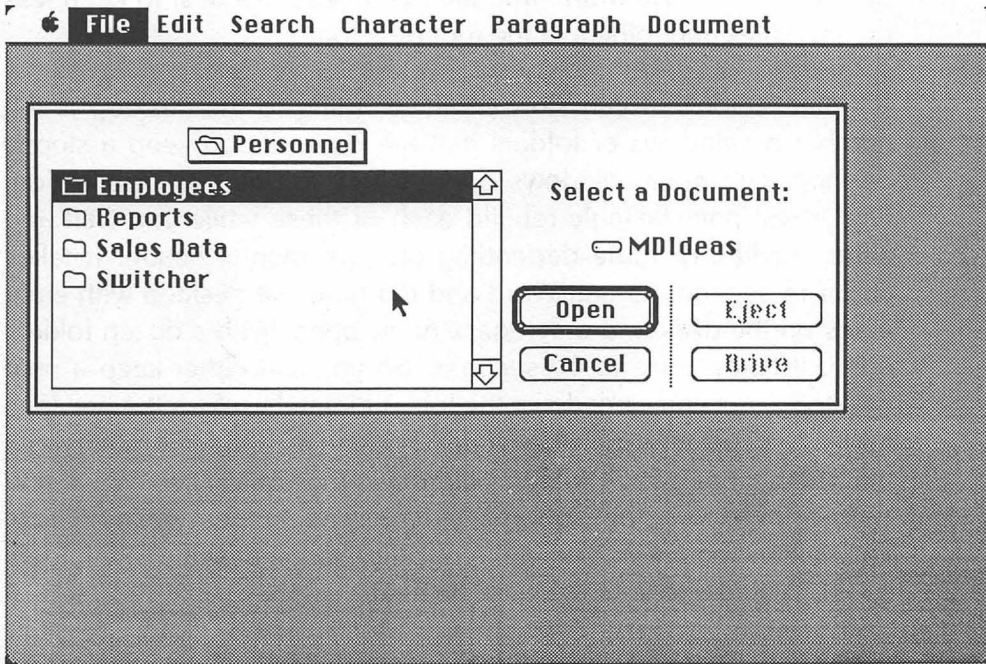 File Edit Search Character Paragraph Document
Personnel
Employees
Reports
Sales Data
Switcher
Select a Document:
MDIdeas
Open
Eject
Cancel
Drive